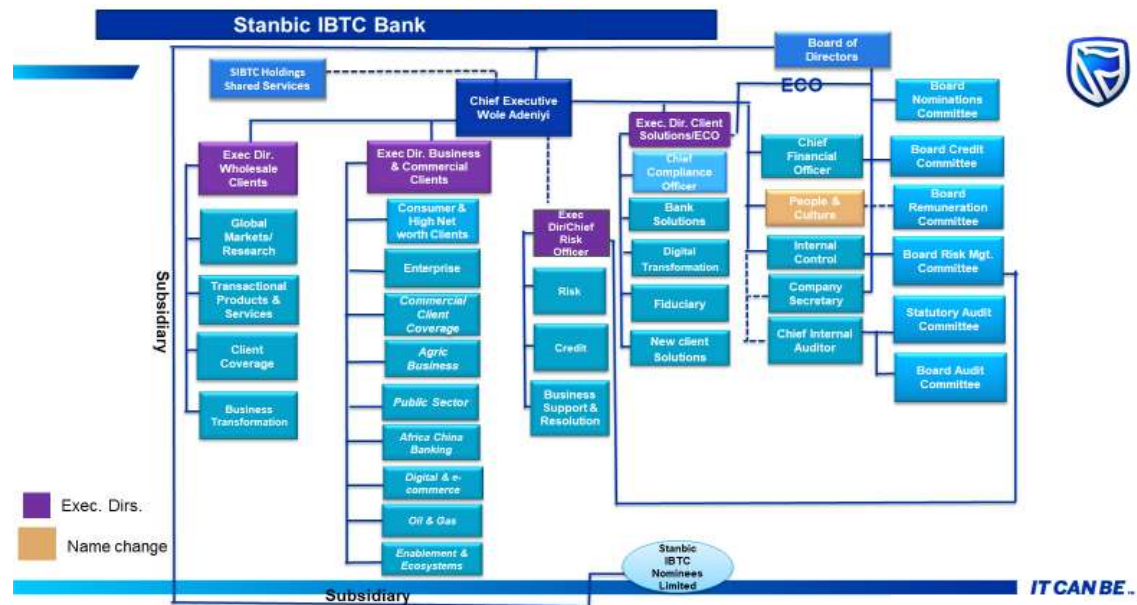 Stanbic IBTC Bank
Board of
Directors
SIBTC Holdings
Shared Services
ECO
Chief Executive
Wole Adeniyi
Board
Nominations
Committee
Exec. Dir. Client
Solutions/ECO
Exec Dir.
Wholesale
Clients
Exec Dir. Business
& Commercial
Clients
Chief
Financial
Officer
Board Credit
Committee
Chief
Compliance
Officer
People &
Culture
Board
Remuneration
Committee
Consumer &
High Net
worth Clients
Exec
Dir/Chief
Risk
Officer
Bank
Solutions
Global
Markets/
Research
Internal
Control
Board Risk Mgt.
Committee
Enterprise
Digital
Transformation
Transactional
Products &
Services
Risk
Fiduciary
Company
Secretary
Statutory Audit
Committee
Subsidiary
Commercial/
Client
Coverage
Client
Coverage
Credit
New client
Solutions
Chief Internal
Auditor
Agric
Business
Board Audit
Committee
Business
Transformation
Public Sector
Business
Support &
Resolution
Africa China
Banking
Digital & e-
commerce
Exec. Dirs.
Oil & Gas
Name change
Enablement &
Ecosystems
Stanbic
IBTC
Nominees
Limited
Subsidiary
IT CAN BE™